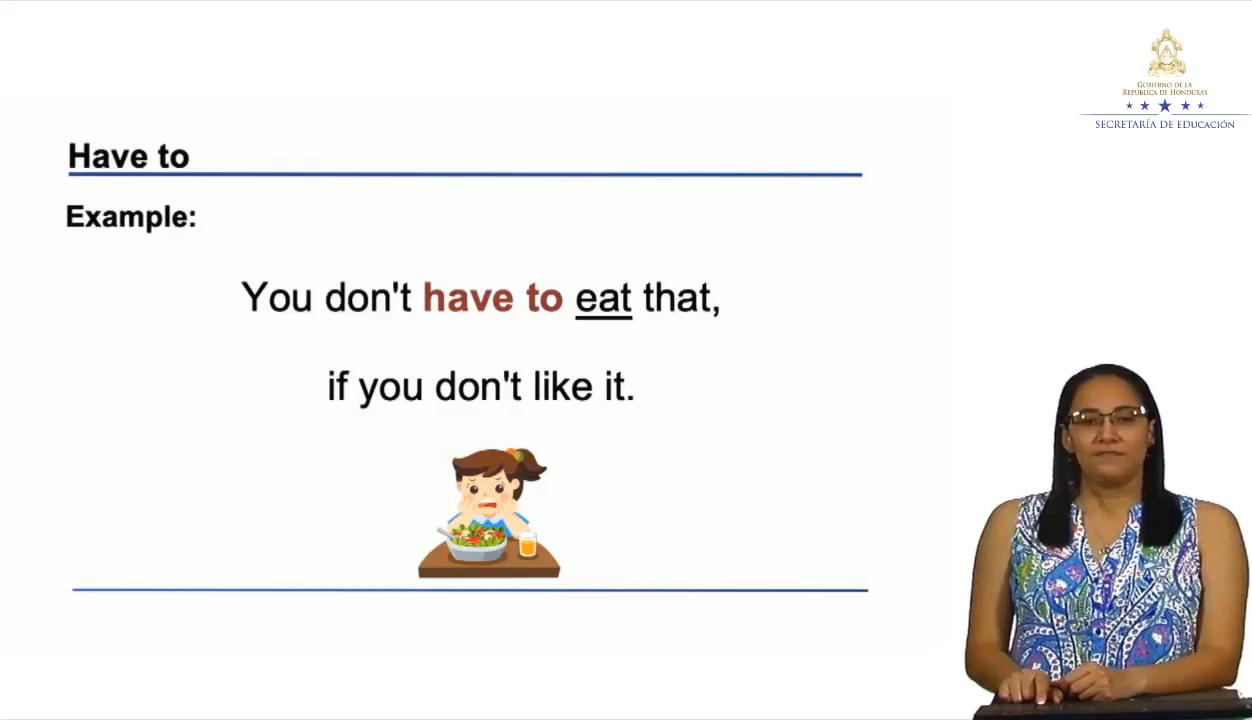 GOBIERNO DE LA
REPÚBLICA DE HONDURAS
SECRETARÍA DE EDUCACIÓN
Have to
Example:
You don't have to eat that,
if you don't like it.